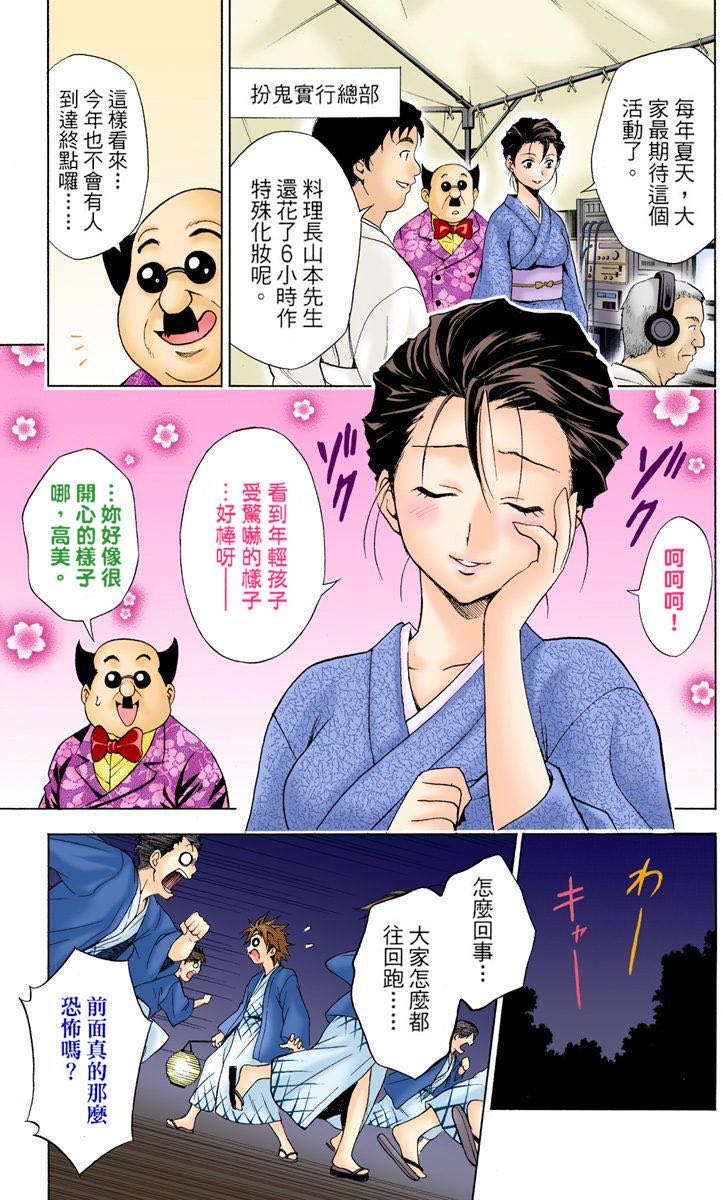 每年夏天，大
家最期待這個
活動了。
扮鬼實行總部
料理長山本先生
還花了6小時作
特殊化妝呢。
這樣看來…
今年也不會有人
到達終點囉……
呵呵呵！
ゾク
看到年輕孩子
受驚嚇的樣子
…好棒呀——
ゾク
…妳好像很
開心的樣子
哪，高美。
わーー
キャーー
怎麼回事…
大家怎麼都
往回跑……
前面真的那麼
恐怖嗎？